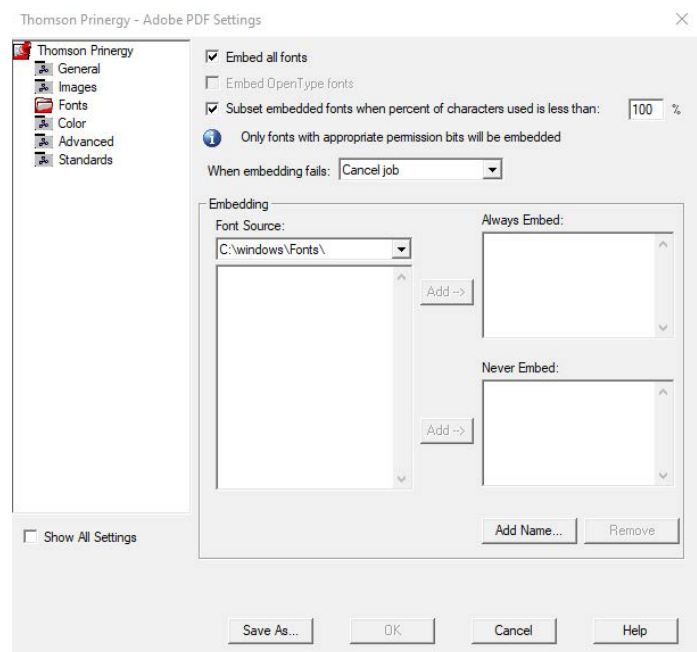 Thomson Prinergy - Adobe PDF Settings
Thomson Prinergy
General
Images
Fonts
Color
Advanced
Standards
Show All Settings
Embed all fonts
Embed OpenType fonts
Subset embedded fonts when percent of characters used is less than: 100 %
Only fonts with appropriate permission bits will be embedded
When embedding fails: Cancel job
Embedding
Font Source:
C:\windows\Fonts\
Always Embed:
Add -->
Never Embed:
Add -->
Add Name... Remove
Save As... OK Cancel Help